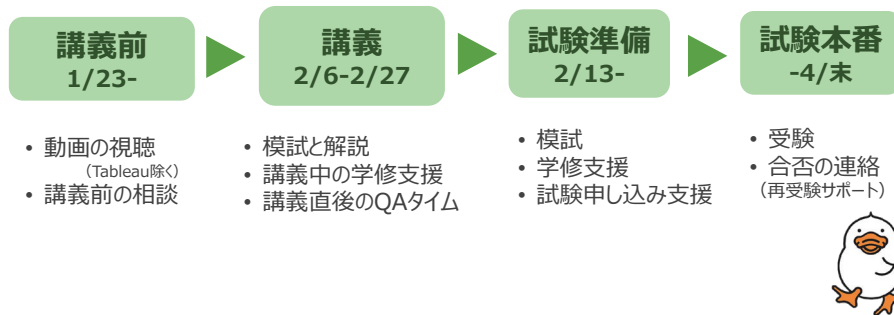 講義前
1/23-
講義
2/6-2/27
試験準備
2/13-
試験本番
-4/末
• 動画の視聴
(Tableau除く)
• 講義前の相談
• 模試と解説
• 講義中の学修支援
• 講義直後のQAタイム
• 模試
• 学修支援
• 試験申し込み支援
• 受験
• 合否の連絡
(再受験サポート)